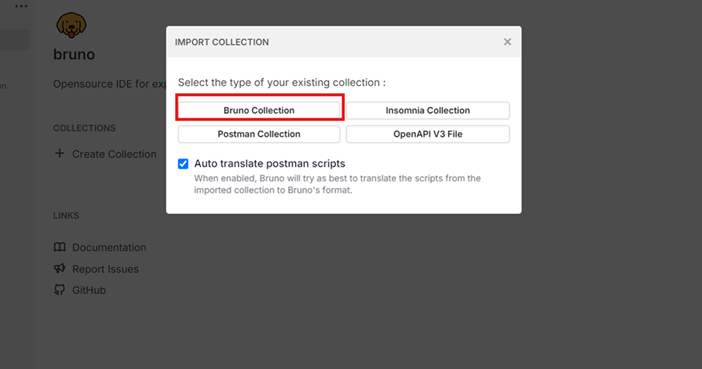 bruno
Opensource IDE for exp
on.
COLLECTIONS
+ Create Collection
LINKS
Documentation
Report Issues
GitHub
IMPORT COLLECTION
Select the type of your existing collection :
Bruno Collection
Insomnia Collection
Postman Collection
OpenAPI V3 File
Auto translate postman scripts
When enabled, Bruno will try as best to translate the scripts from the
imported collection to Bruno's format.